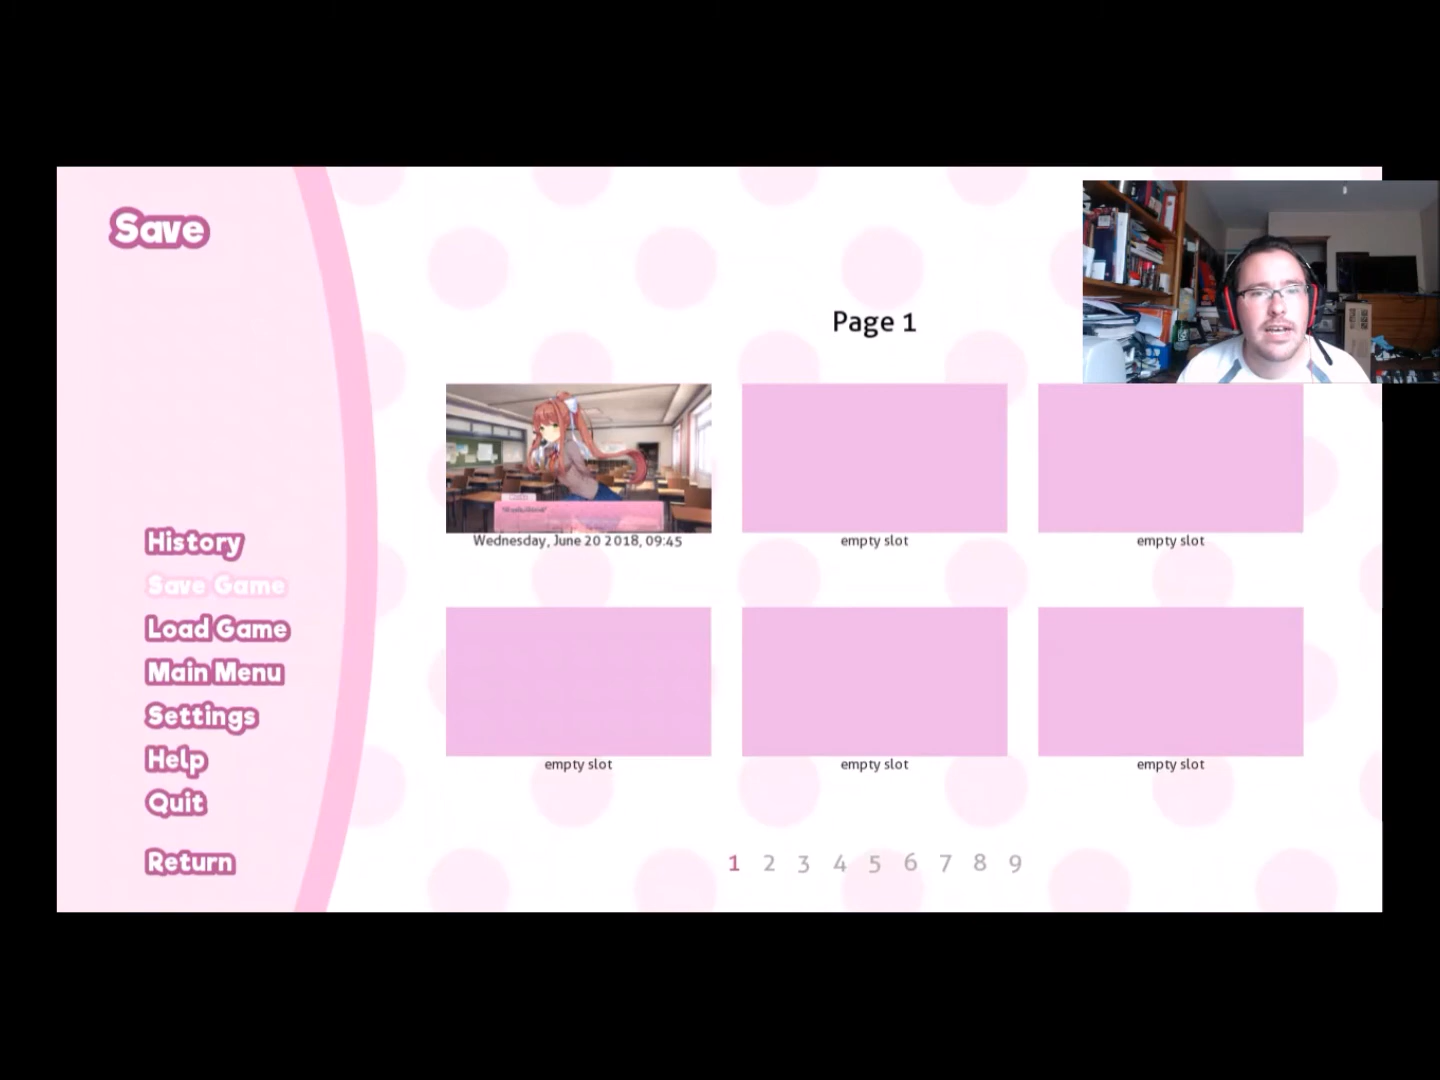 Save
Page 1
Wednesday, June 20 2018, 09:45
empty slot
empty slot
History
Save Game
Load Game
Main Menu
Settings
Help
Quit
Return
empty slot
empty slot
empty slot
1 2 3 4 5 6 7 8 9